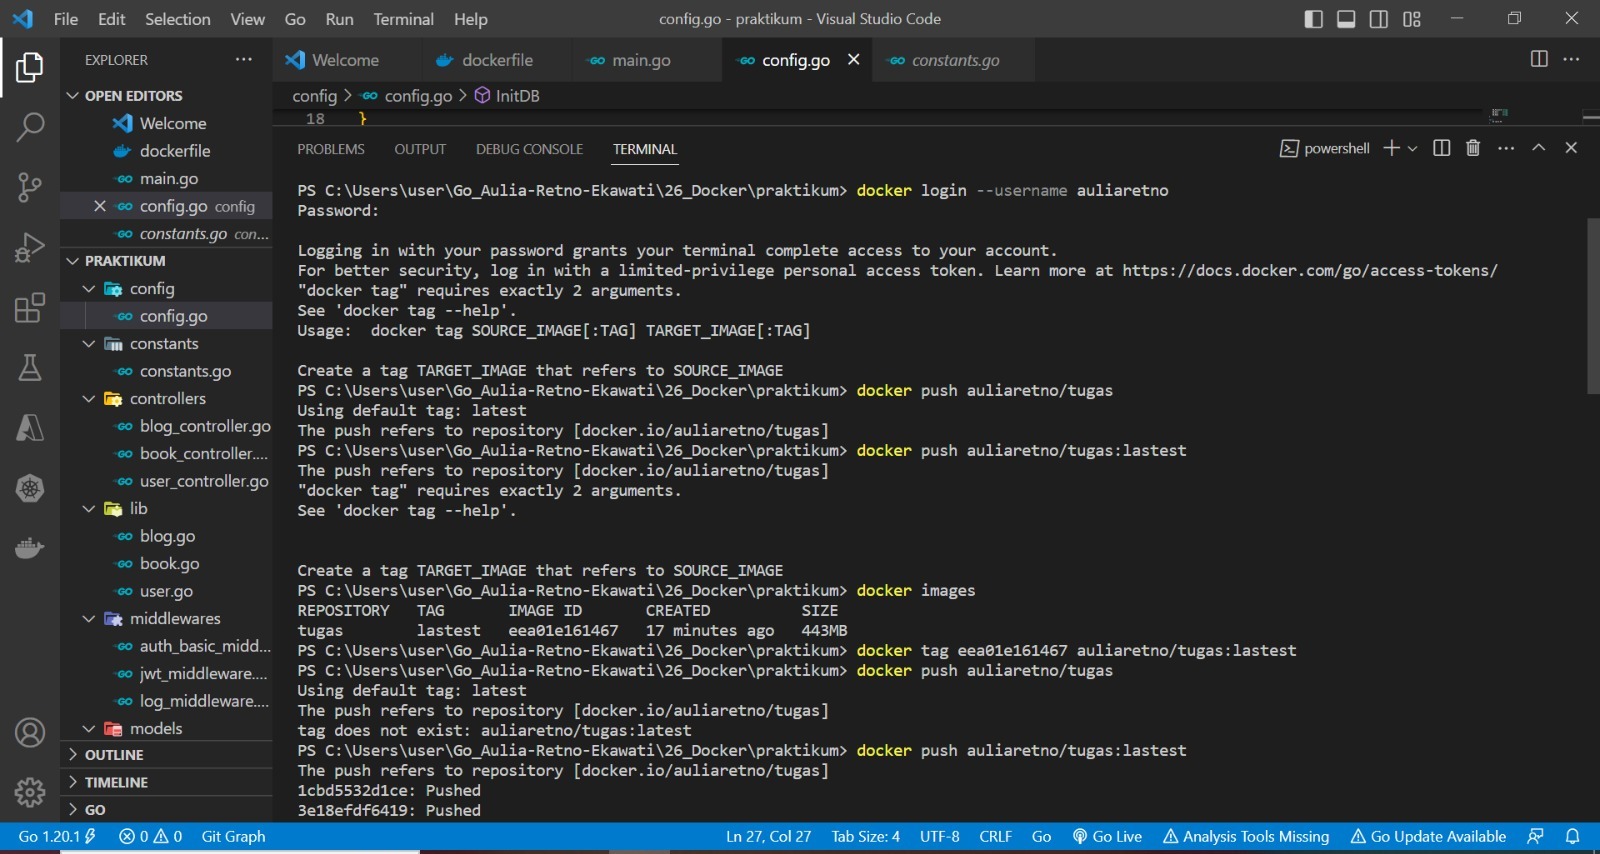 File Edit Selection View Go Run Terminal Help config.go - praktikum - Visual Studio Code
EXPLORER ...
Welcome dockerfile main.go config.go constants.go
OPEN EDITORS
Welcome
dockerfile
main.go
config.go config
constants.go con...
PRAKTIKUM
config
config.go
constants
constants.go
controllers
blog_controller.go
book_controller....
user_controller.go
lib
blog.go
book.go
user.go
middlewares
auth_basic_midd...
jwt_middleware....
log_middleware....
models
OUTLINE
TIMELINE
GO
config > config.go > InitDB
18 }
PROBLEMS OUTPUT DEBUG CONSOLE TERMINAL powershell
PS C:\Users\user\Go_Aulia-Retno-Ekawati\26_Docker\praktikum> docker login --username auliaretno
Password:
Logging in with your password grants your terminal complete access to your account.
For better security, log in with a limited-privilege personal access token. Learn more at https://docs.docker.com/go/access-tokens/
"docker tag" requires exactly 2 arguments.
See 'docker tag --help'.
Usage:  docker tag SOURCE_IMAGE[:TAG] TARGET_IMAGE[:TAG]
Create a tag TARGET_IMAGE that refers to SOURCE_IMAGE
PS C:\Users\user\Go_Aulia-Retno-Ekawati\26_Docker\praktikum> docker push auliaretno/tugas
Using default tag: latest
The push refers to repository [docker.io/auliaretno/tugas]
PS C:\Users\user\Go_Aulia-Retno-Ekawati\26_Docker\praktikum> docker push auliaretno/tugas:lastest
The push refers to repository [docker.io/auliaretno/tugas]
"docker tag" requires exactly 2 arguments.
See 'docker tag --help'.
Create a tag TARGET_IMAGE that refers to SOURCE_IMAGE
PS C:\Users\user\Go_Aulia-Retno-Ekawati\26_Docker\praktikum> docker images
REPOSITORY TAG IMAGE ID CREATED SIZE
tugas lastest eea01e161467 17 minutes ago 443MB
PS C:\Users\user\Go_Aulia-Retno-Ekawati\26_Docker\praktikum> docker tag eea01e161467 auliaretno/tugas:lastest
PS C:\Users\user\Go_Aulia-Retno-Ekawati\26_Docker\praktikum> docker push auliaretno/tugas
Using default tag: latest
The push refers to repository [docker.io/auliaretno/tugas]
tag does not exist: auliaretno/tugas:latest
PS C:\Users\user\Go_Aulia-Retno-Ekawati\26_Docker\praktikum> docker push auliaretno/tugas:lastest
The push refers to repository [docker.io/auliaretno/tugas]
1cbd5532d1ce: Pushed
3e18efdf6419: Pushed
Go 1.20.1 0 0 Git Graph Ln 27, Col 27 Tab Size: 4 UTF-8 CRLF Go Go Live Analysis Tools Missing Go Update Available